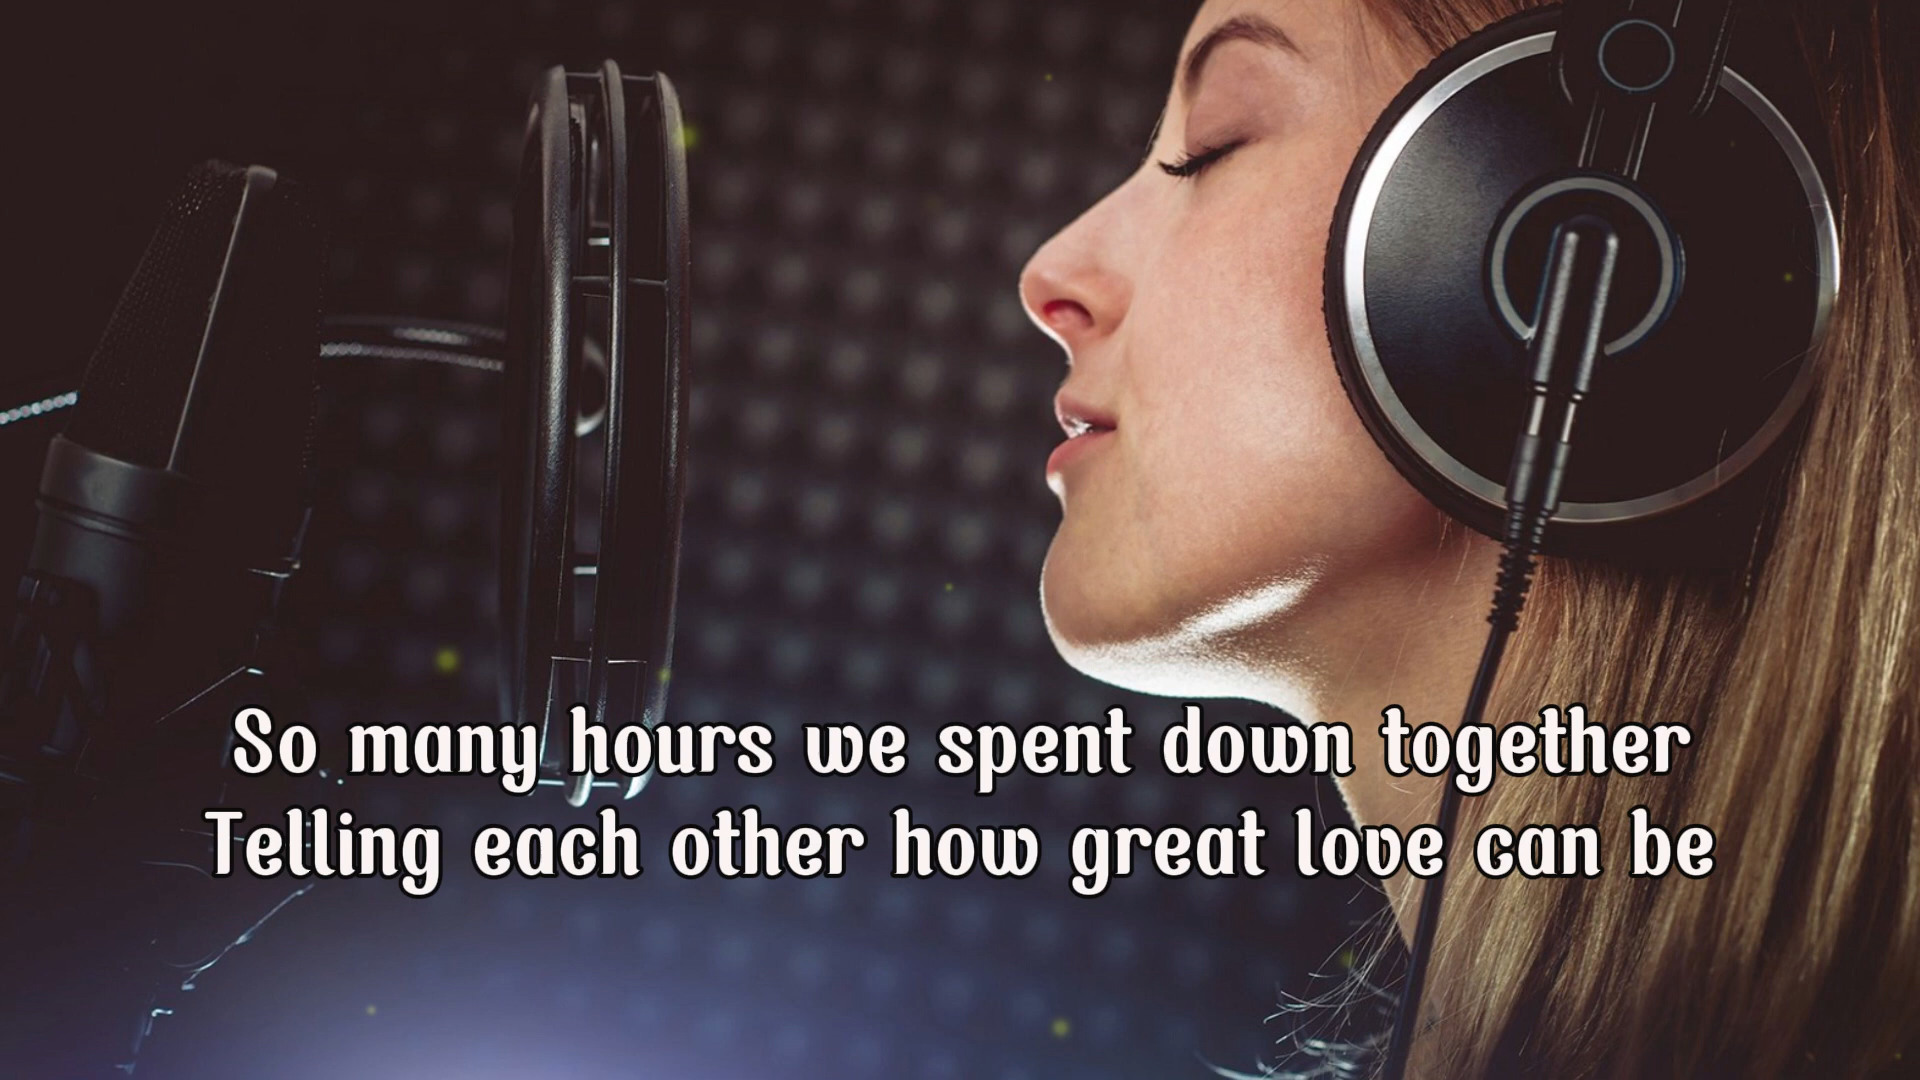 So many hours we spent down together
Telling each other how great love can be